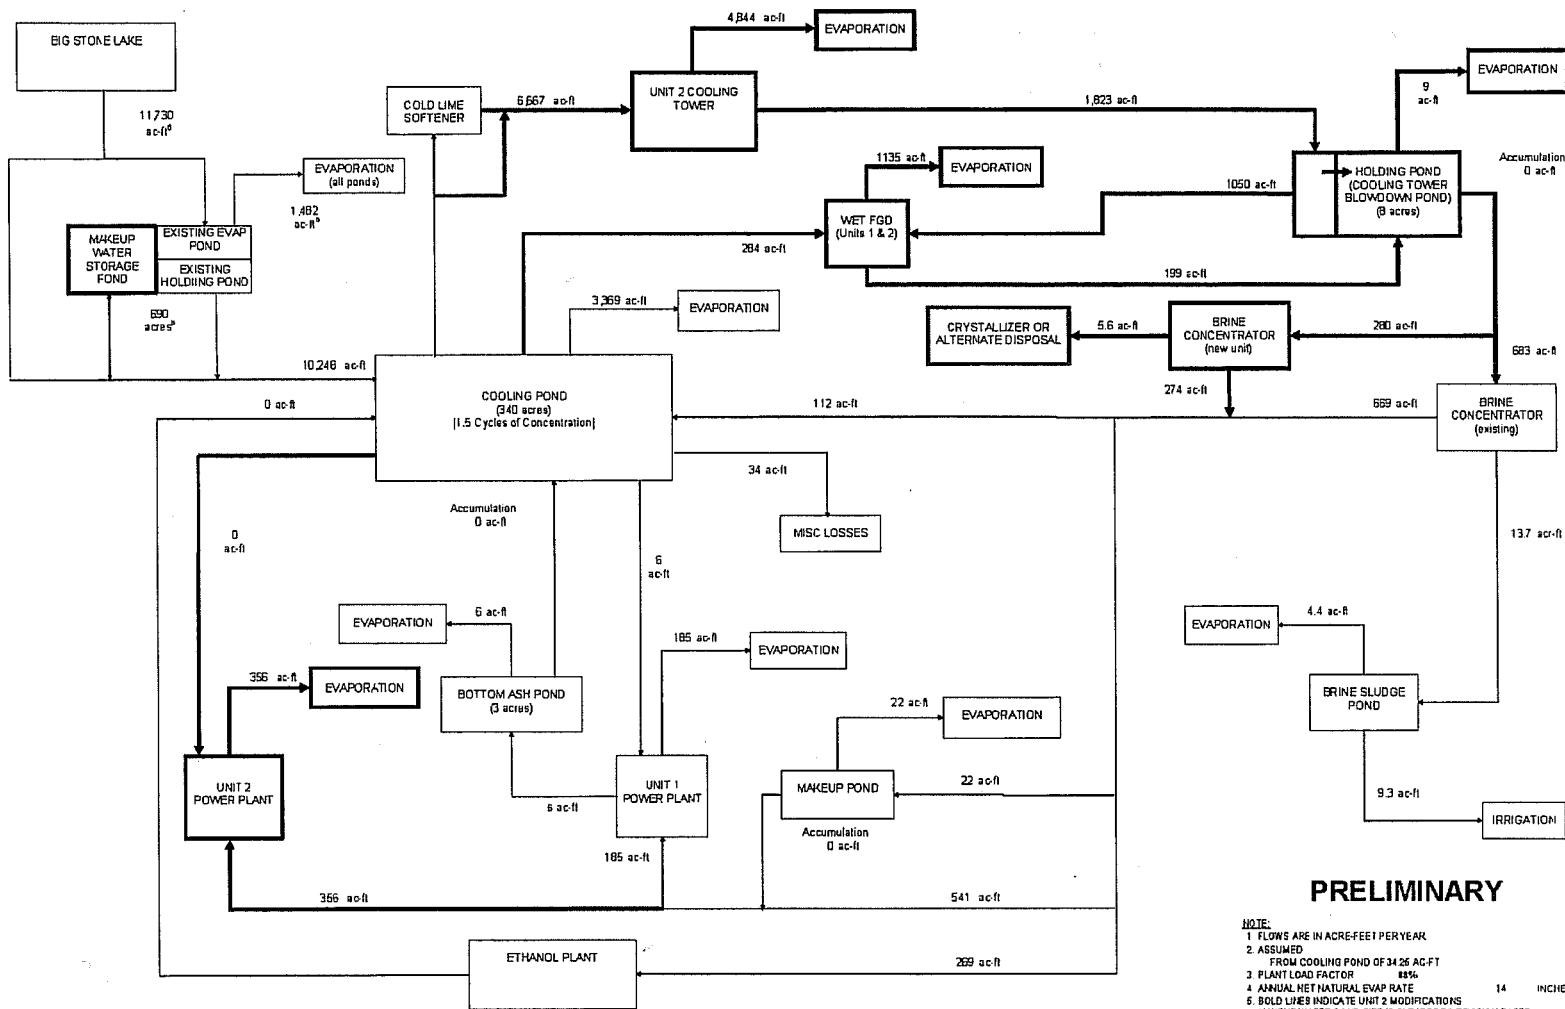 4,844 ac-ft
EVAPORATION
BIG STONE LAKE
EVAPORATION
UNIT 2 COOLING
TOWER
6,667 ac-ft
COLD LIME
SOFTENER
1,823 ac-ft
9
ac-ft
11,730
ac-ft
Accumulation
0 ac-ft
1135 ac-ft
EVAPORATION
EVAPORATION
(all ponds)
1,482
ac-ft
1050 ac-ft
HOLDING POND
(COOLING TOWER
BLOWDOWN POND)
(8 acres)
WET FGD
(Units 1 & 2)
284 ac-ft
MAKEUP
WATER
STORAGE
POND
EXISTING EVAP
POND
EXISTING
HOLDING POND
199 ac-ft
690
acres
3,369 ac-ft
EVAPORATION
CRYSTALLIZER OR
ALTERNATE DISPOSAL
5.6 ac-ft
BRINE
CONCENTRATOR
(new unit)
280 ac-ft
683 ac-ft
10,248 ac-ft
274 ac-ft
0 ac-ft
COOLING POND
(340 acres)
[1.5 Cycles of Concentration]
112 ac-ft
669 ac-ft
BRINE
CONCENTRATOR
(existing)
34 ac-ft
Accumulation
0 ac-ft
MISC LOSSES
0
ac-ft
6
ac-ft
13.7 acr-ft
6 ac-ft
EVAPORATION
185 ac-ft
EVAPORATION
4.4 ac-ft
EVAPORATION
356 ac-ft
EVAPORATION
BOTTOM ASH POND
(3 acres)
BRINE SLUDGE
POND
22 ac-ft
EVAPORATION
UNIT 2
POWER PLANT
UNIT 1
POWER PLANT
MAKEUP POND
22 ac-ft
6 ac-ft
9.3 ac-ft
IRRIGATION
Accumulation
0 ac-ft
185 ac-ft
356 ac-ft
541 ac-ft
PRELIMINARY
ETHANOL PLANT
269 AC-FT
NOTE:
1 FLOWS ARE IN ACRE-FEET PER YEAR
2. ASSUMED
FROM COOLING POND OF 34.26 AC-FT
3. PLANT LOAD FACTOR 88%
4 ANNUAL NET NATURAL EVAP RATE 14 INCHE
5. BOLD LINES INDICATE UNIT 2 MODIFICATIONS